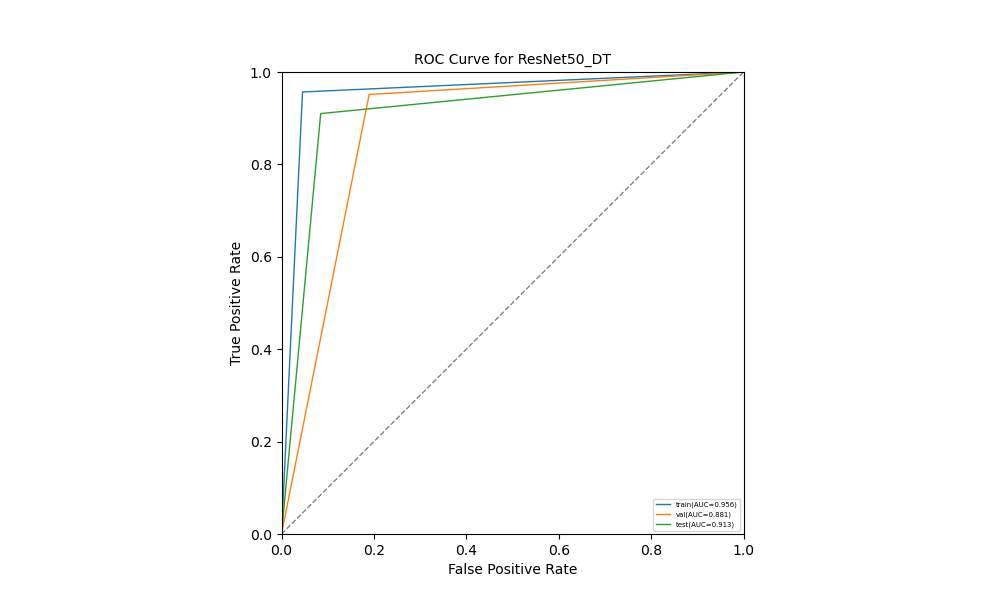 ROC Curve for ResNet50_DT
1.0
0.8
0.6
0.4
0.2
0.0
True Positive Rate
0.0 0.2 0.4 0.6 0.8 1.0
False Positive Rate
train(AUC=0.956)
val(AUC=0.881)
test(AUC=0.913)